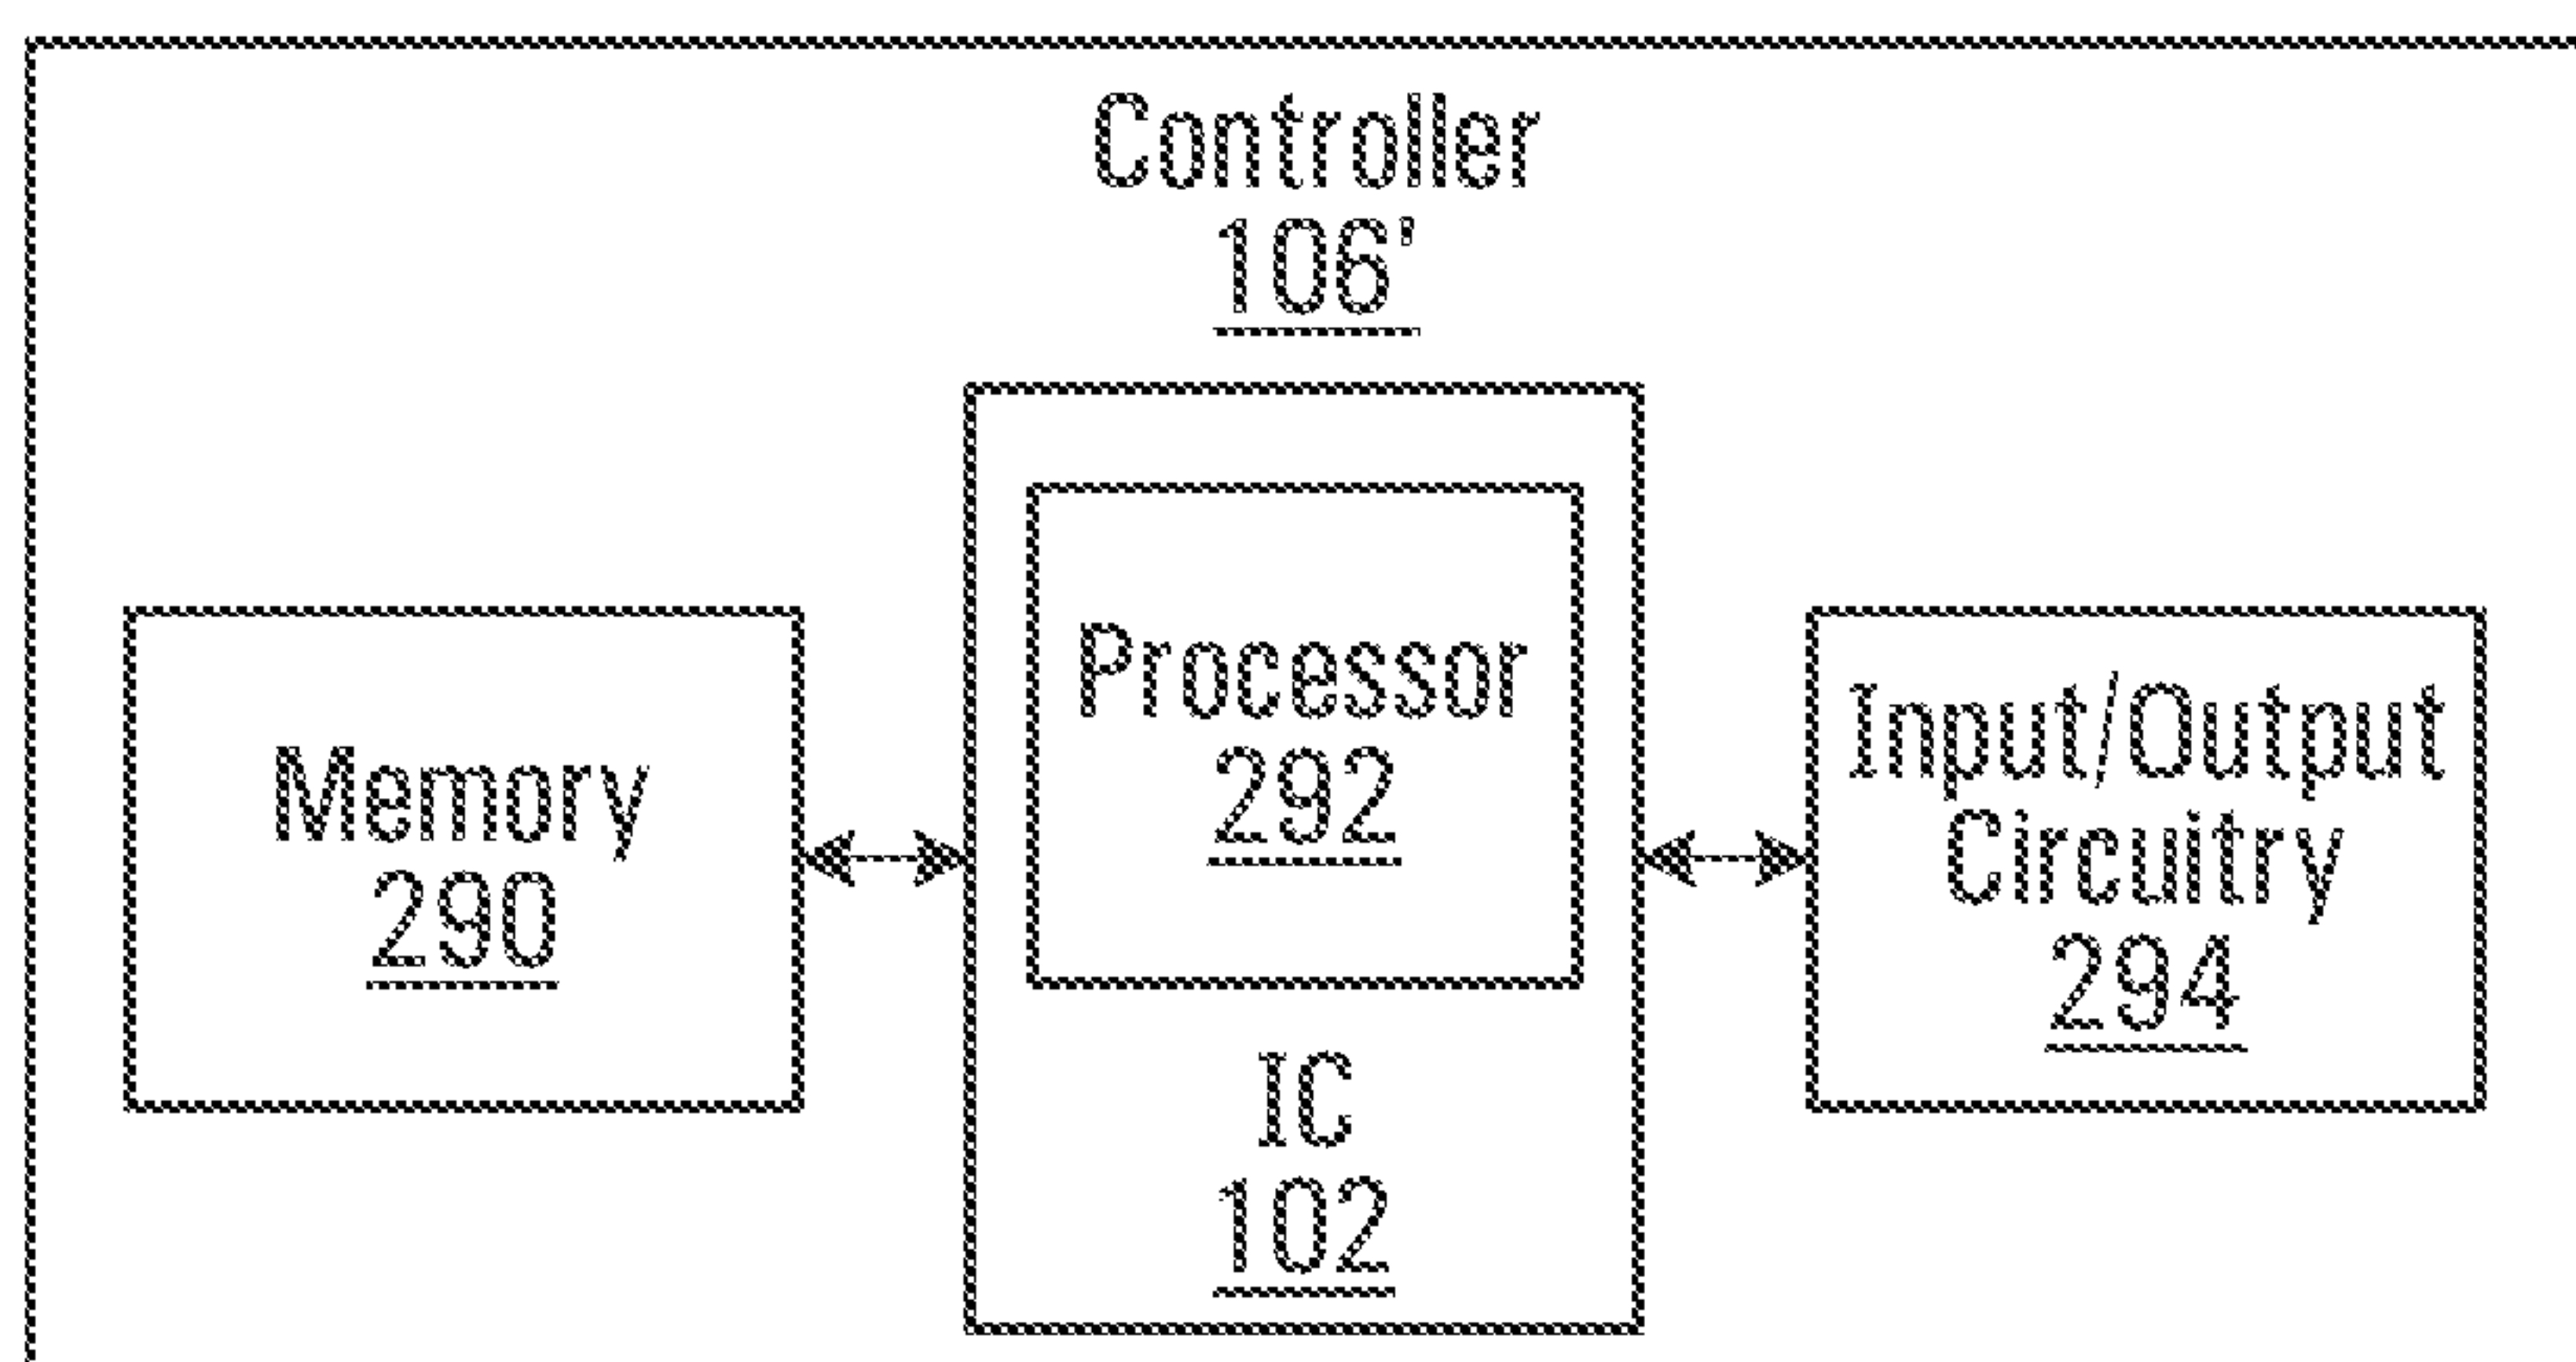 Controller
106'
Memory
290
Processor
292
IC
102
Input/Output
Circuitry
294